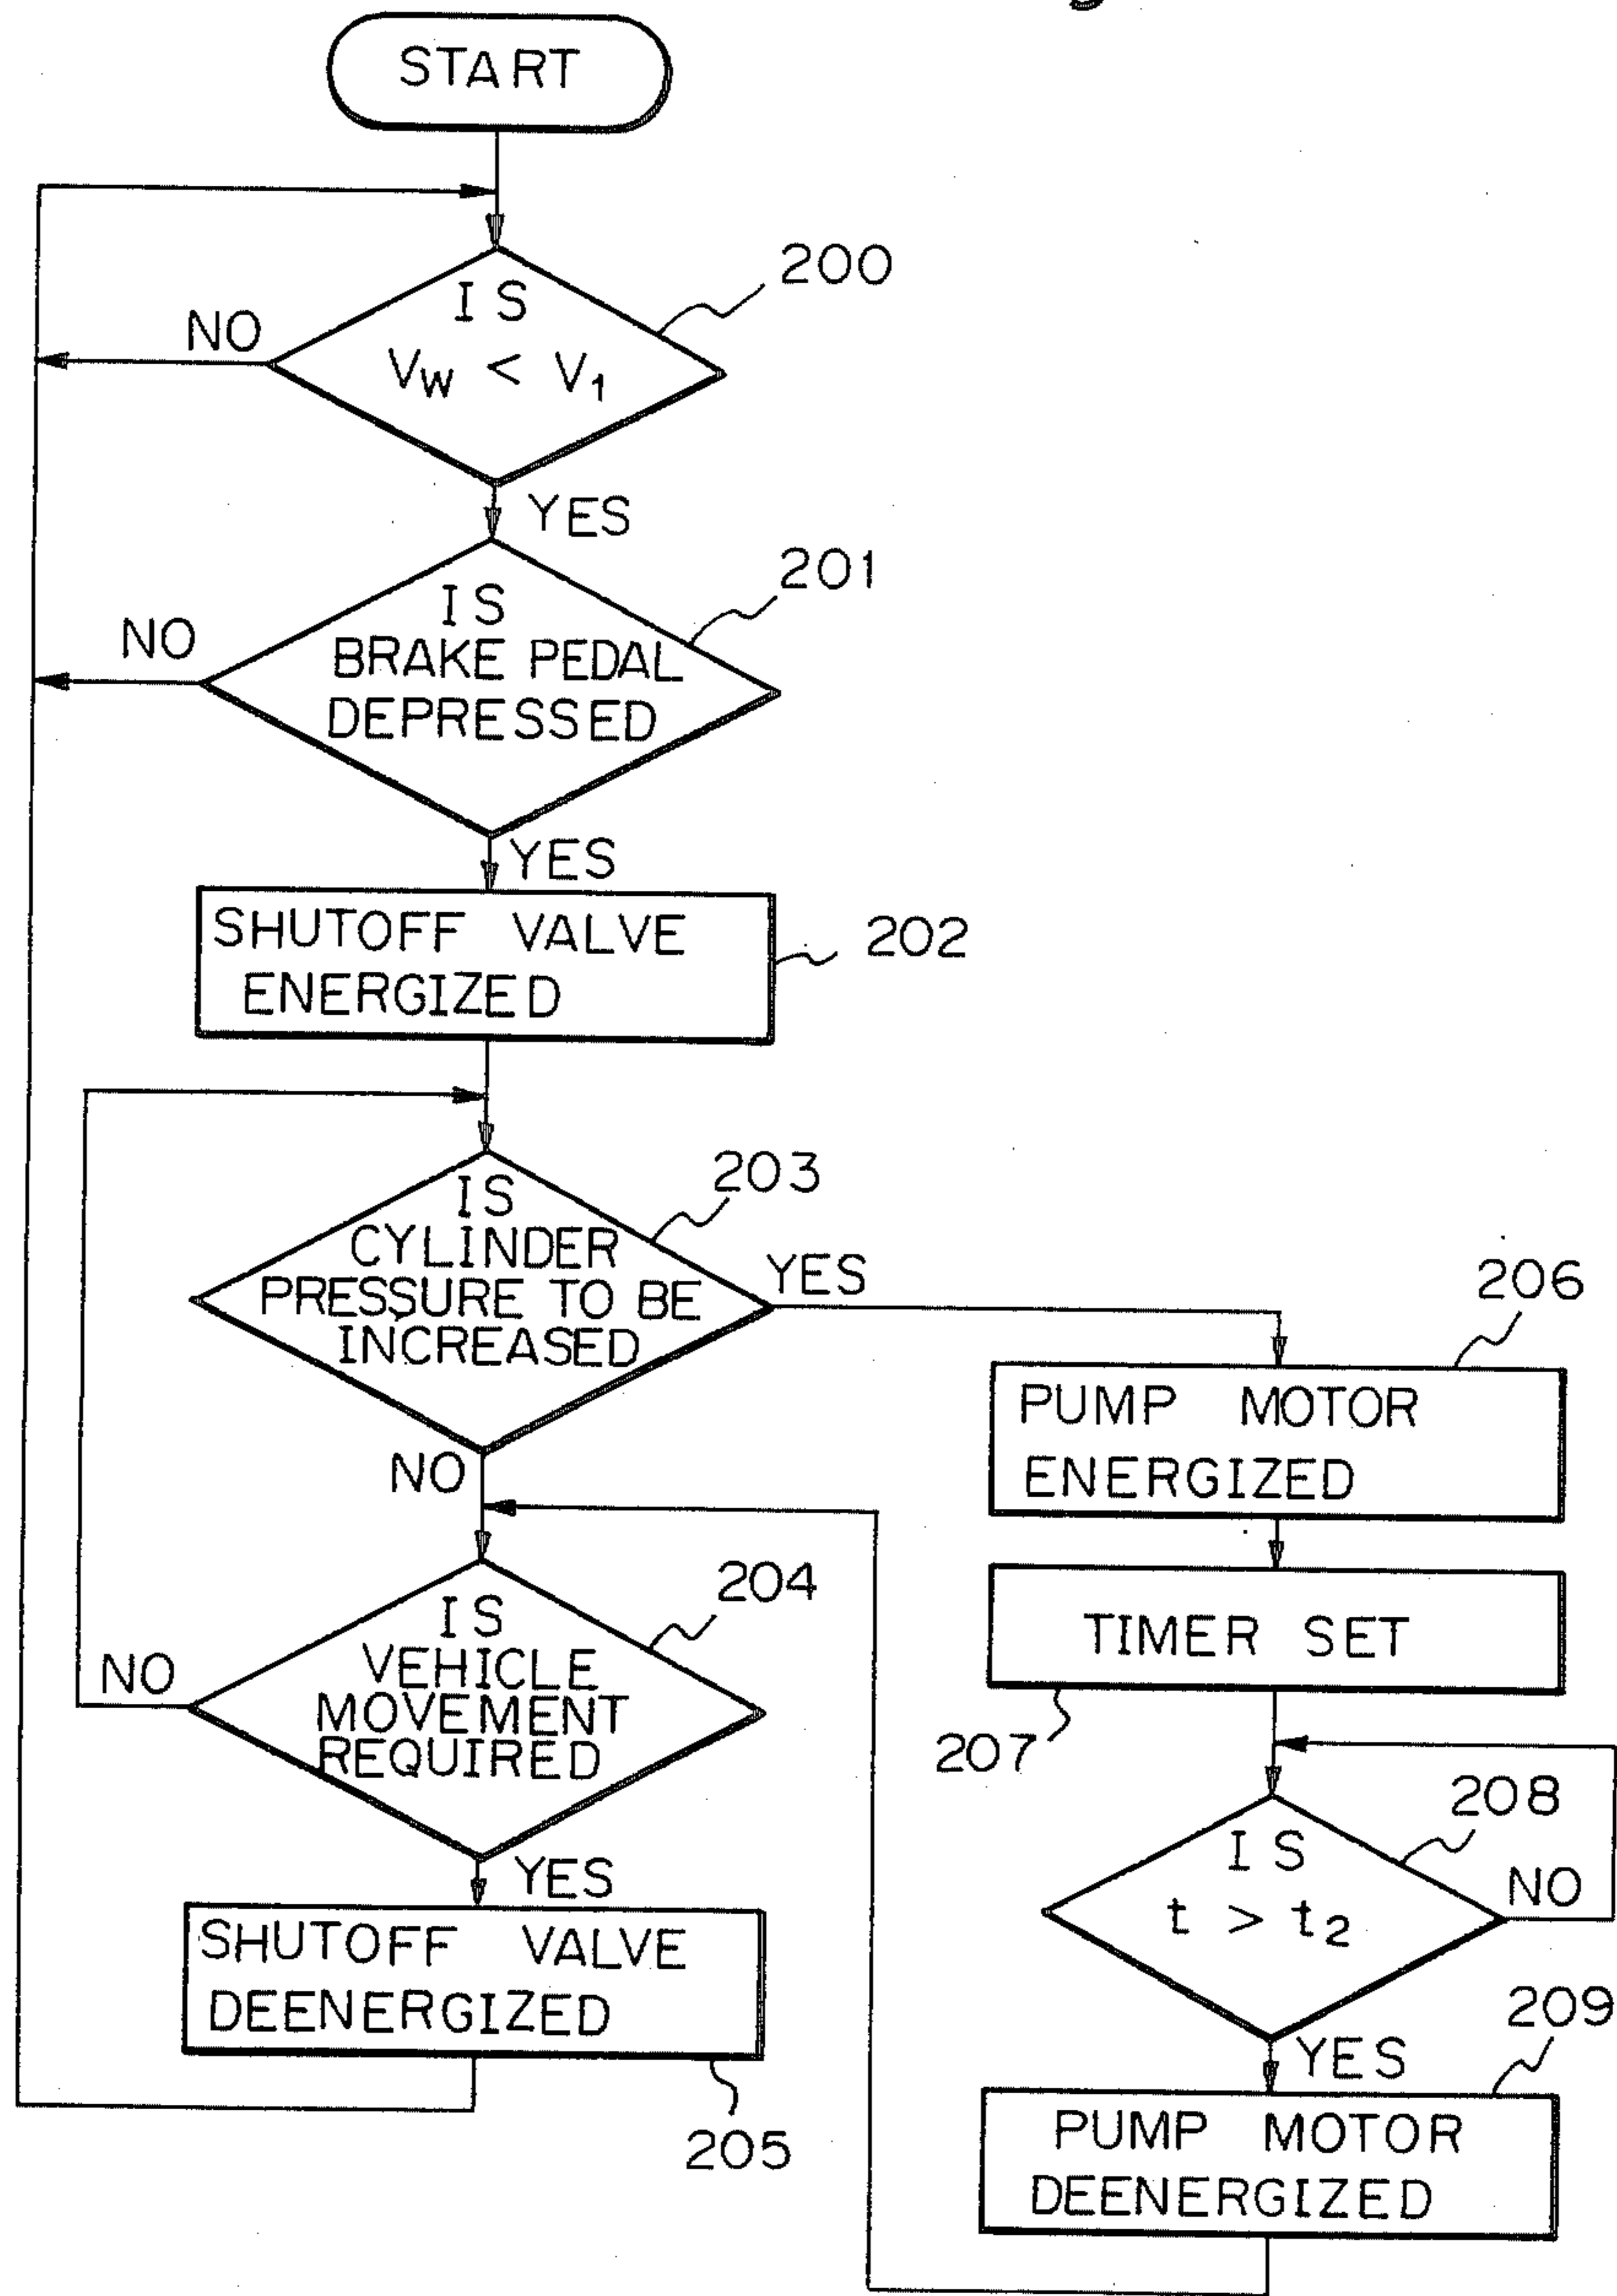 START
200
IS
NO
VW < V1
YES
201
IS
NO
BRAKE PEDAL
DEPRESSED
YES
SHUTOFF VALVE
ENERGIZED
202
203
IS
CYLINDER
PRESSURE TO BE
INCREASED
YES
NO
206
PUMP MOTOR
ENERGIZED
204
IS
VEHICLE
MOVEMENT
REQUIRED
NO
YES
TIMER SET
207
208
IS
t > t2
NO
YES
SHUTOFF VALVE
DEENERGIZED
205
209
PUMP MOTOR
DEENERGIZED